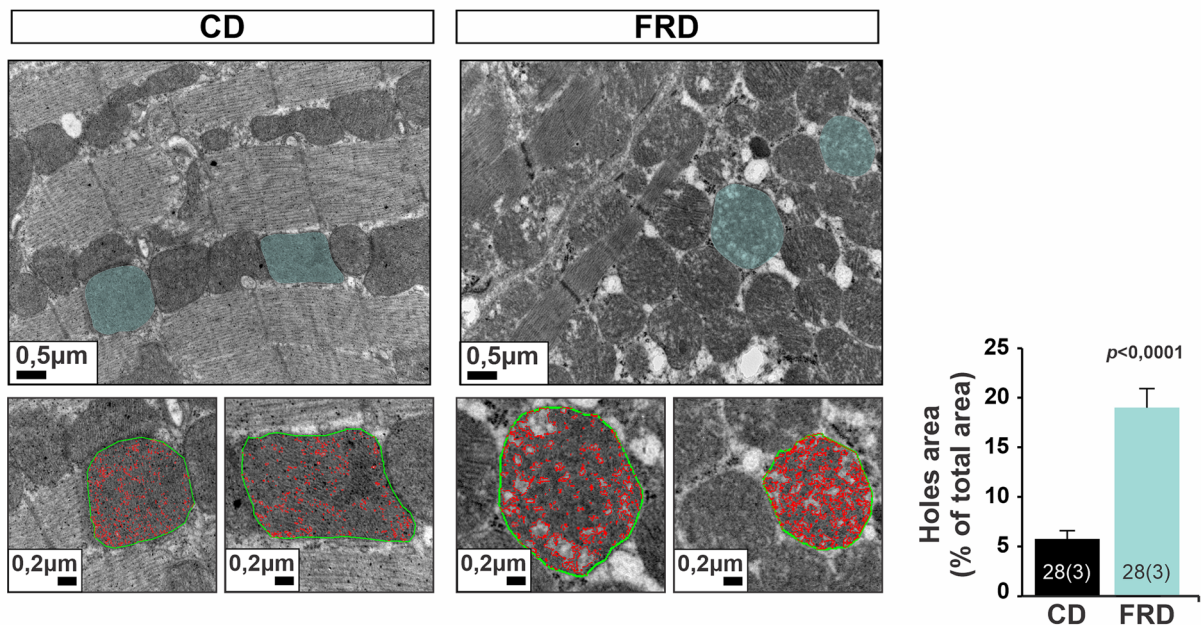 CD
FRD
0,5µm
0,5µm
0,2µm
0,2µm
0,2µm
0,2µm
Holes area
(% of total area)
25
20
15
10
5
0
p<0,0001
28(3)
28(3)
CD
FRD